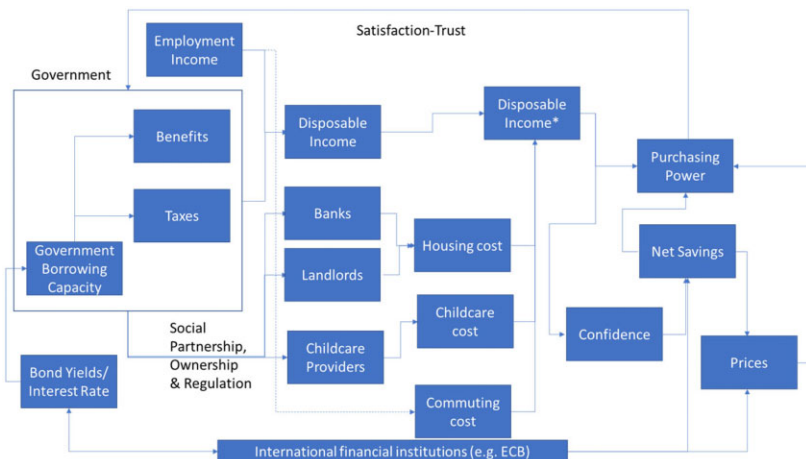 Satisfaction-Trust
Employment
Income
Government
Benefits
Disposable
Income
Disposable
Income*
Purchasing
Power
Taxes
Banks
Housing cost
Net Savings
Government
Borrowing
Capacity
Landlords
Social
Partnership,
Ownership
& Regulation
Childcare
cost
Confidence
Childcare
Providers
Prices
Bond Yields/
Interest Rate
Commuting
cost
International financial institutions (e.g. ECB)